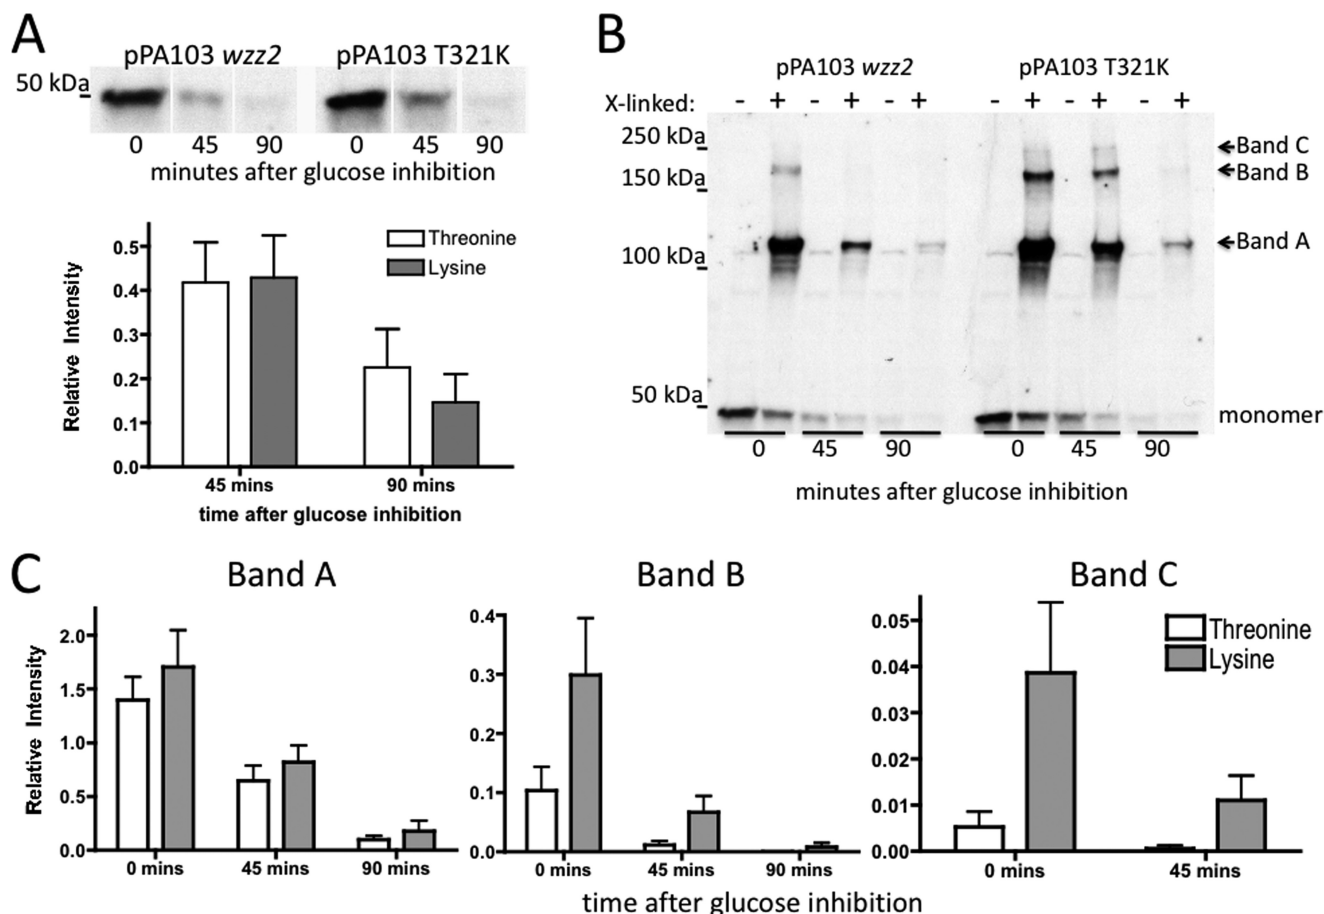 A
pPA103 wzz2 pPA103 T321K
50 kDa
0 45 90 0 45 90
minutes after glucose inhibition
Relative Intensity
0.5
0.4
0.3
0.2
0.1
0.0
Threonine
Lysine
45 mins 90 mins
time after glucose inhibition
B
pPA103 wzz2 pPA103 T321K
X-linked: - + - + - + - + - + - +
250 kDa
150 kDa
100 kDa
50 kDa
Band C
Band B
Band A
monomer
0 45 90 0 45 90
minutes after glucose inhibition
C
Band A
Relative Intensity
2.0
1.5
1.0
0.5
0.0
0 mins 45 mins 90 mins
Band B
0.4
0.3
0.2
0.1
0.0
0 mins 45 mins 90 mins
Band C
0.05
0.04
0.03
0.02
0.01
0.00
Threonine
Lysine
0 mins 45 mins
time after glucose inhibition